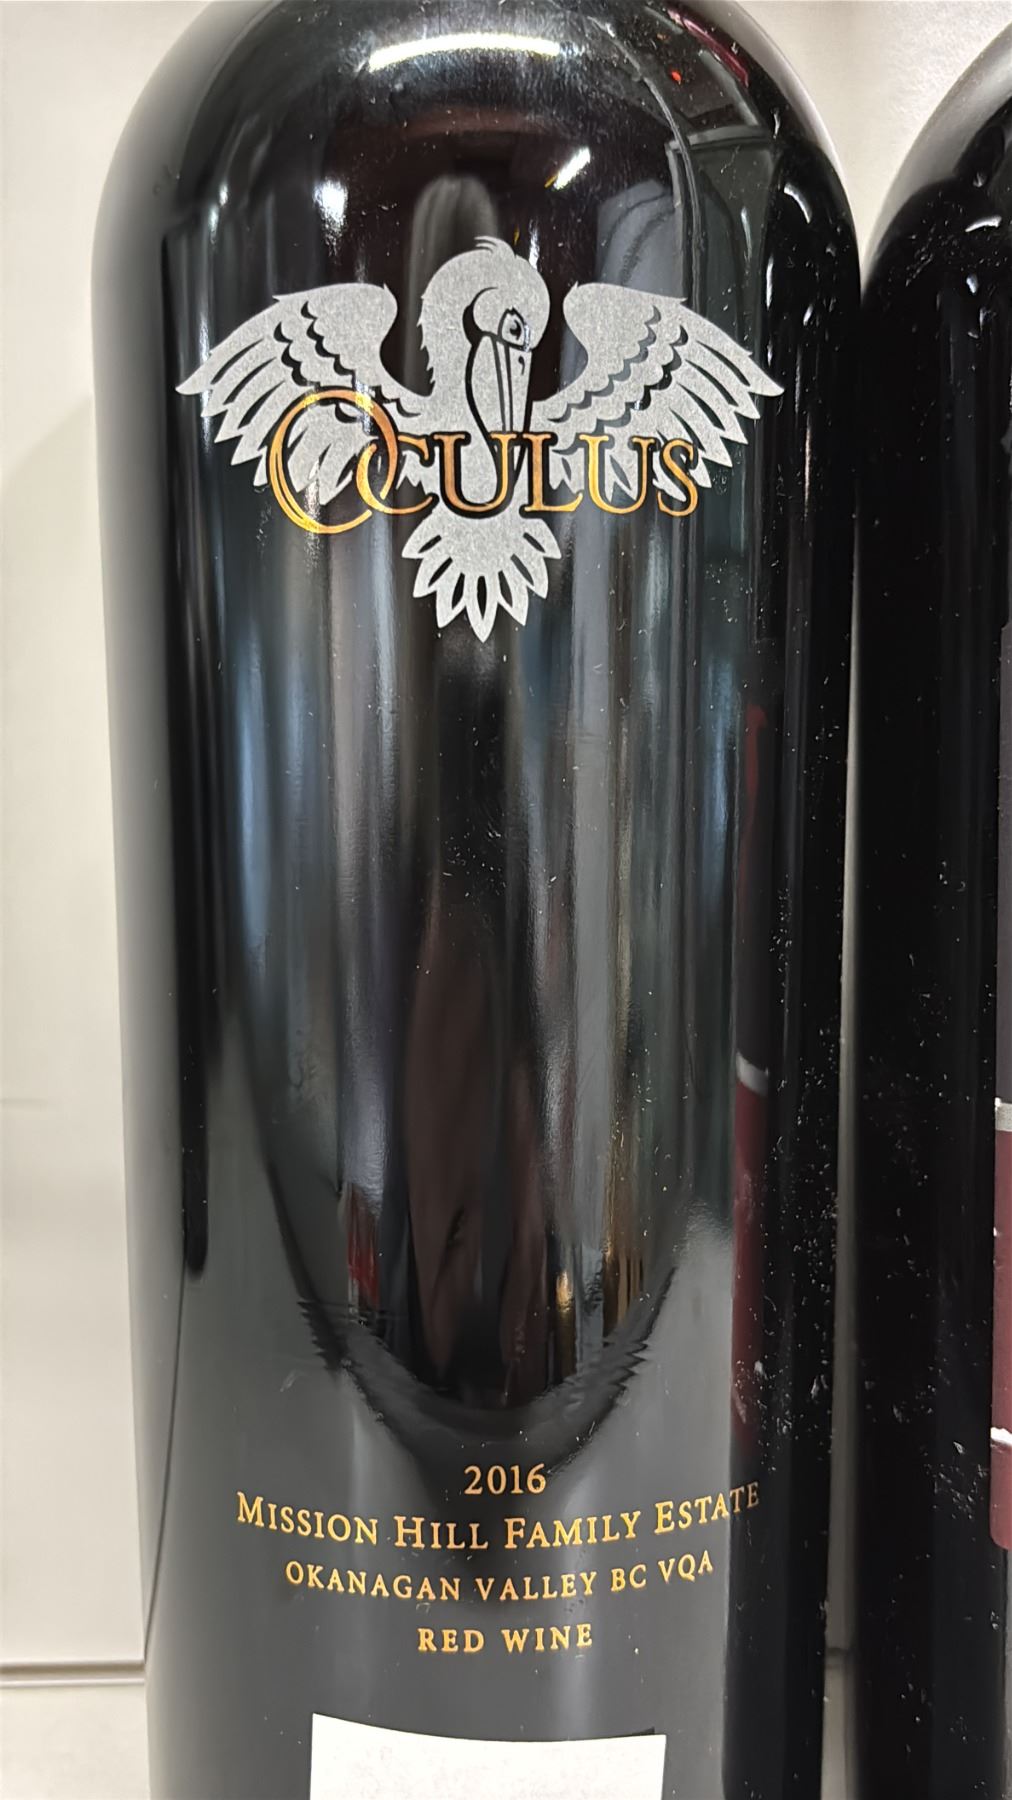 OCULUS
2016
MISSION HILL FAMILY ESTATE
OKANAGAN VALLEY BC VQA
RED WINE